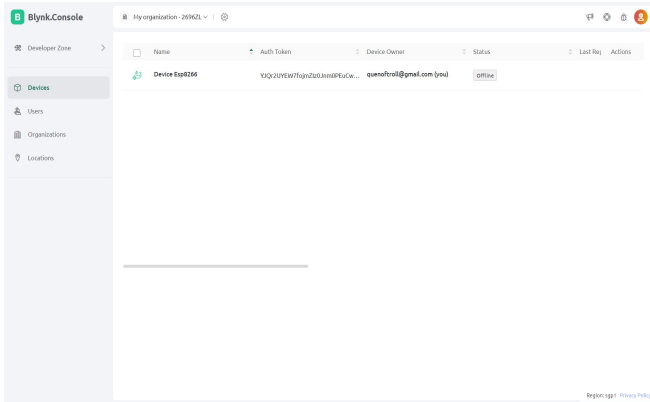 Blynk.Console
My organization - 2696ZL
Developer Zone
Devices
Users
Organizations
Locations
Name Auth Token Device Owner Status Last Rep Actions
Device Esp8266 quenoftroll@gmail.com (you) Offline
Region: sgp1 Privacy Policy